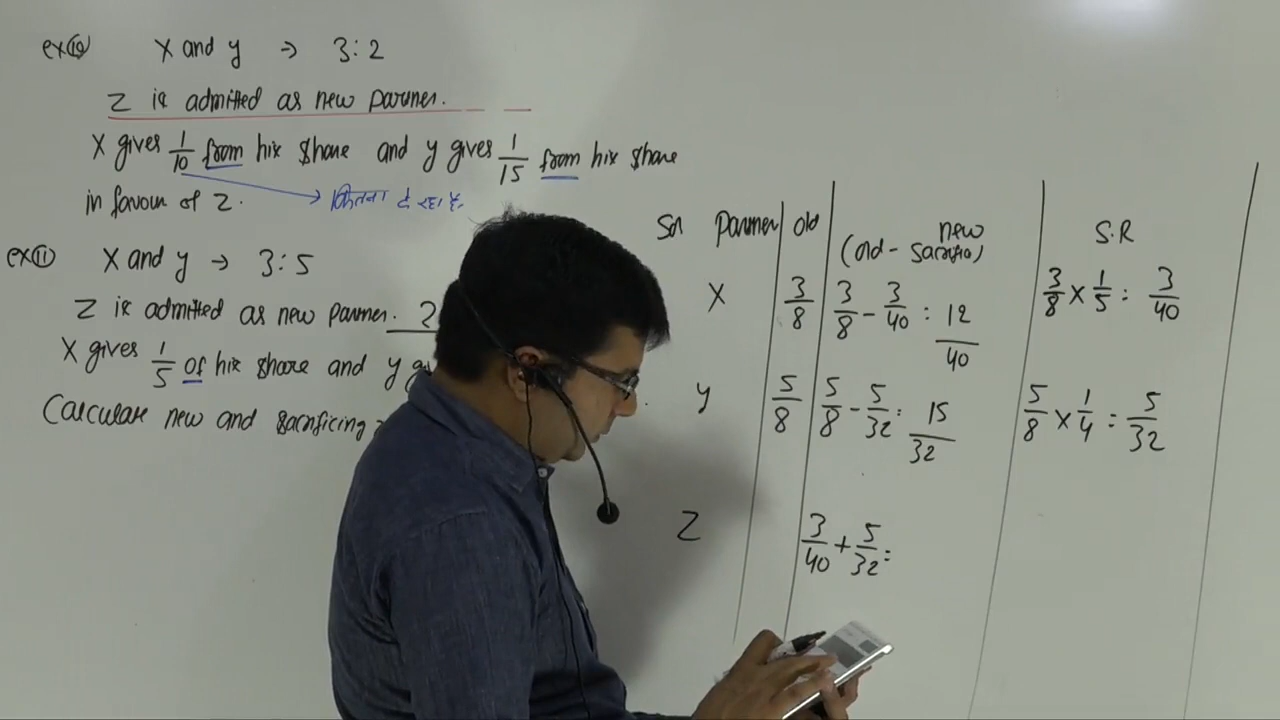 ex(10) X and y → 3:2
Z is admitted as new Partner.
X gives 1/10 from his share and y gives 1/15 from his share
in favour of Z. → कितना दे रहा है
ex(11) X and y → 3:5
Z is admitted as new Partner. 2
X gives 1/5 of his share and y
Calculate new and sacrificing
Partner old new (old - sacrifice) S.R
X 3/8 3/8 - 3/40 : 12/40 3/8 × 1/5 : 3/40
y 5/8 5/8 - 5/32 : 15/32 5/8 × 1/4 = 5/32
Z 3/40 + 5/32 =